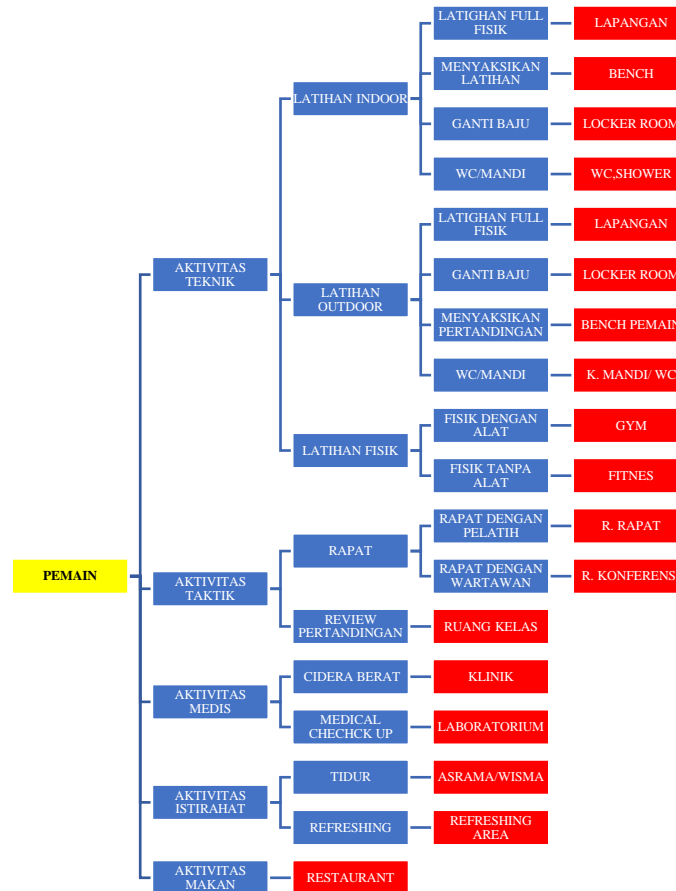 LATIGHAN FULL
FISIK
LAPANGAN
MENYAKSIKAN
LATIHAN
BENCH
LATIHAN INDOOR
GANTI BAJU
LOCKER ROOM
WC/MANDI
WC,SHOWER
LATIGHAN FULL
FISIK
LAPANGAN
AKTIVITAS
TEKNIK
GANTI BAJU
LOCKER ROOM
LATIHAN
OUTDOOR
MENYAKSIKAN
PERTANDINGAN
BENCH PEMAIN
WC/MANDI
K. MANDI/ WC
LATIHAN FISIK
FISIK DENGAN
ALAT
GYM
FISIK TANPA
ALAT
FITNES
PEMAIN
AKTIVITAS
TAKTIK
RAPAT
RAPAT DENGAN
PELATIH
R. RAPAT
RAPAT DENGAN
WARTAWAN
R. KONFERENS
REVIEW
PERTANDINGAN
RUANG KELAS
AKTIVITAS
MEDIS
CIDERA BERAT
KLINIK
MEDICAL
CHECHCK UP
LABORATORIUM
AKTIVITAS
ISTIRAHAT
TIDUR
ASRAMA/WISMA
REFRESHING
REFRESHING
AREA
AKTIVITAS
MAKAN
RESTAURANT